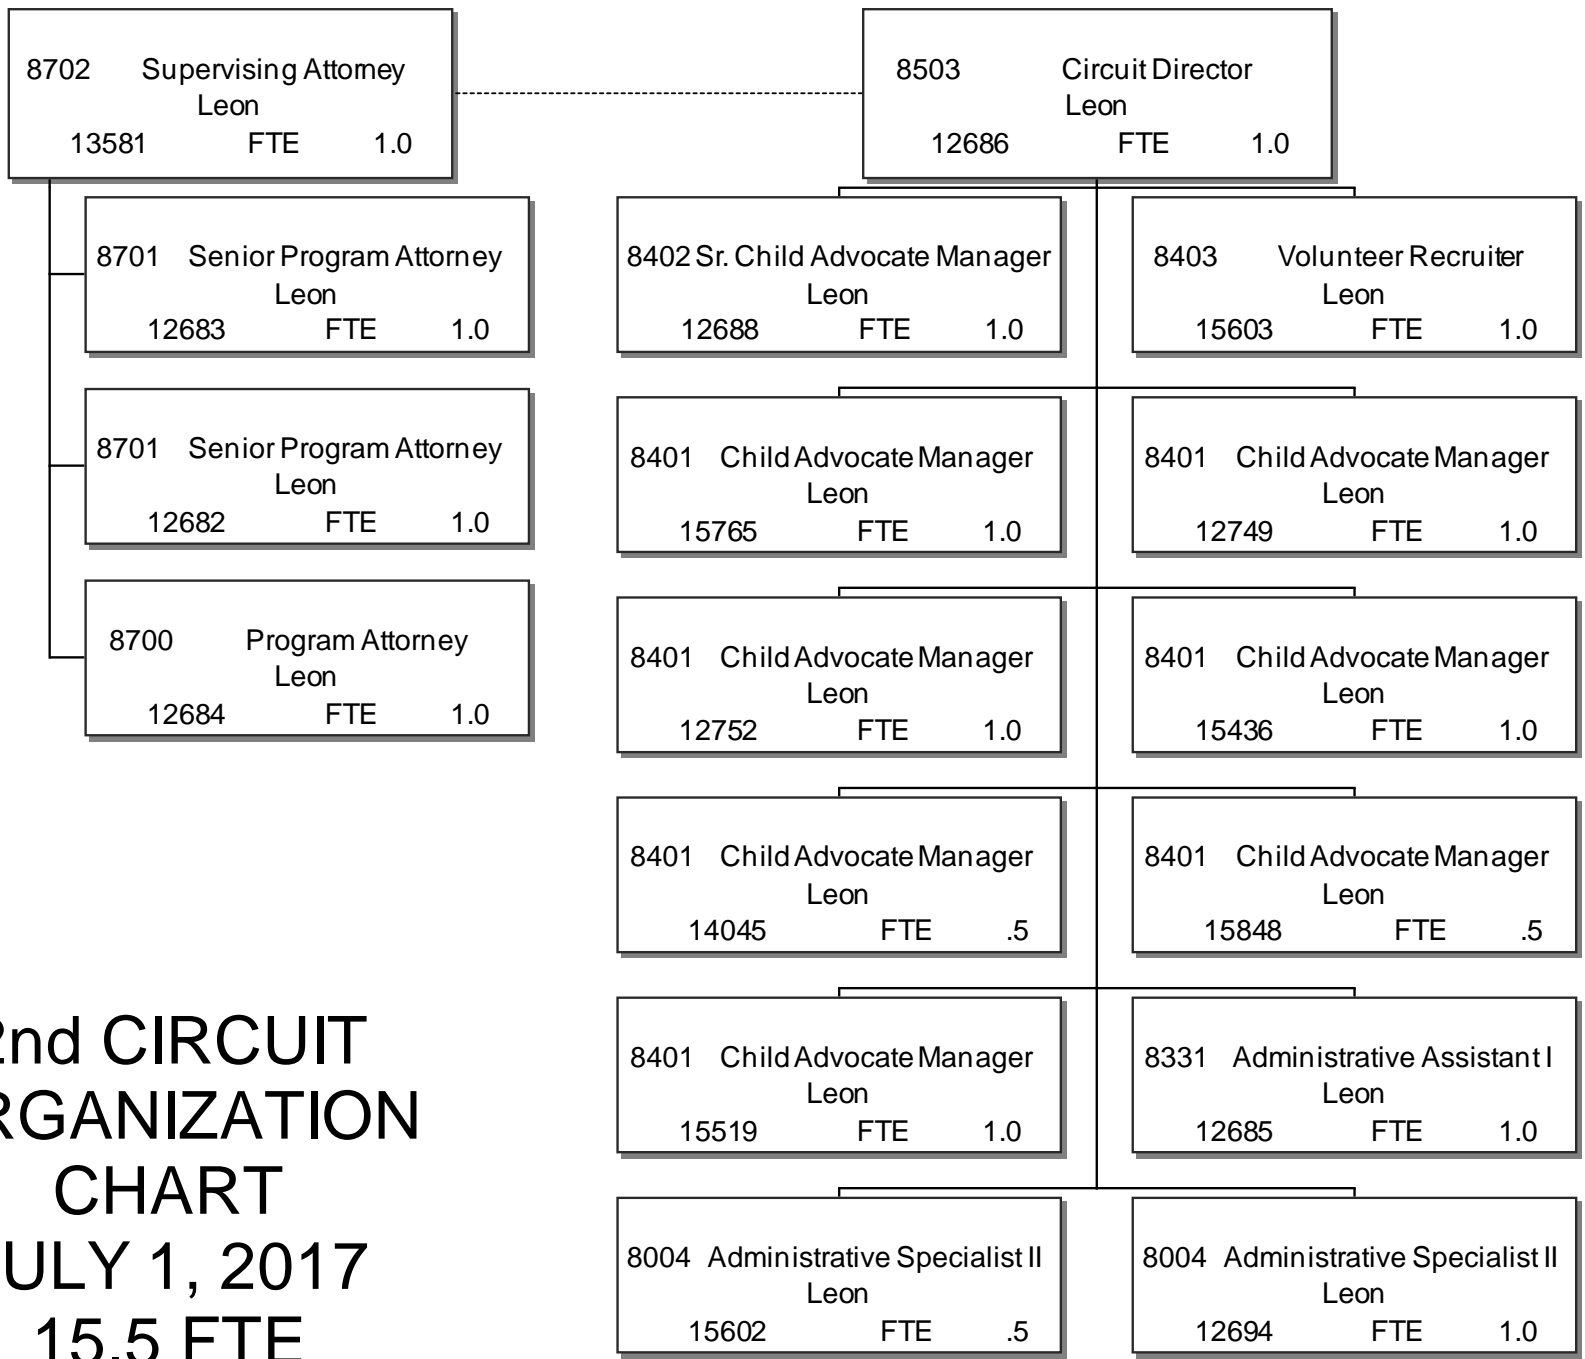 8702 Supervising Attorney
Leon
13581 FTE 1.0
8503 Circuit Director
Leon
12686 FTE 1.0
8701 Senior Program Attorney
Leon
12683 FTE 1.0
8701 Senior Program Attorney
Leon
12682 FTE 1.0
8700 Program Attorney
Leon
12684 FTE 1.0
8402 Sr. Child Advocate Manager
Leon
12688 FTE 1.0
8403 Volunteer Recruiter
Leon
15603 FTE 1.0
8401 Child Advocate Manager
Leon
15765 FTE 1.0
8401 Child Advocate Manager
Leon
12749 FTE 1.0
8401 Child Advocate Manager
Leon
12752 FTE 1.0
8401 Child Advocate Manager
Leon
15436 FTE 1.0
8401 Child Advocate Manager
Leon
14045 FTE .5
8401 Child Advocate Manager
Leon
15848 FTE .5
8401 Child Advocate Manager
Leon
15519 FTE 1.0
8331 Administrative Assistant I
Leon
12685 FTE 1.0
8004 Administrative Specialist II
Leon
15602 FTE .5
8004 Administrative Specialist II
Leon
12694 FTE 1.0
2nd CIRCUIT
RGANIZATION
CHART
ULY 1, 2017
15.5 FTE